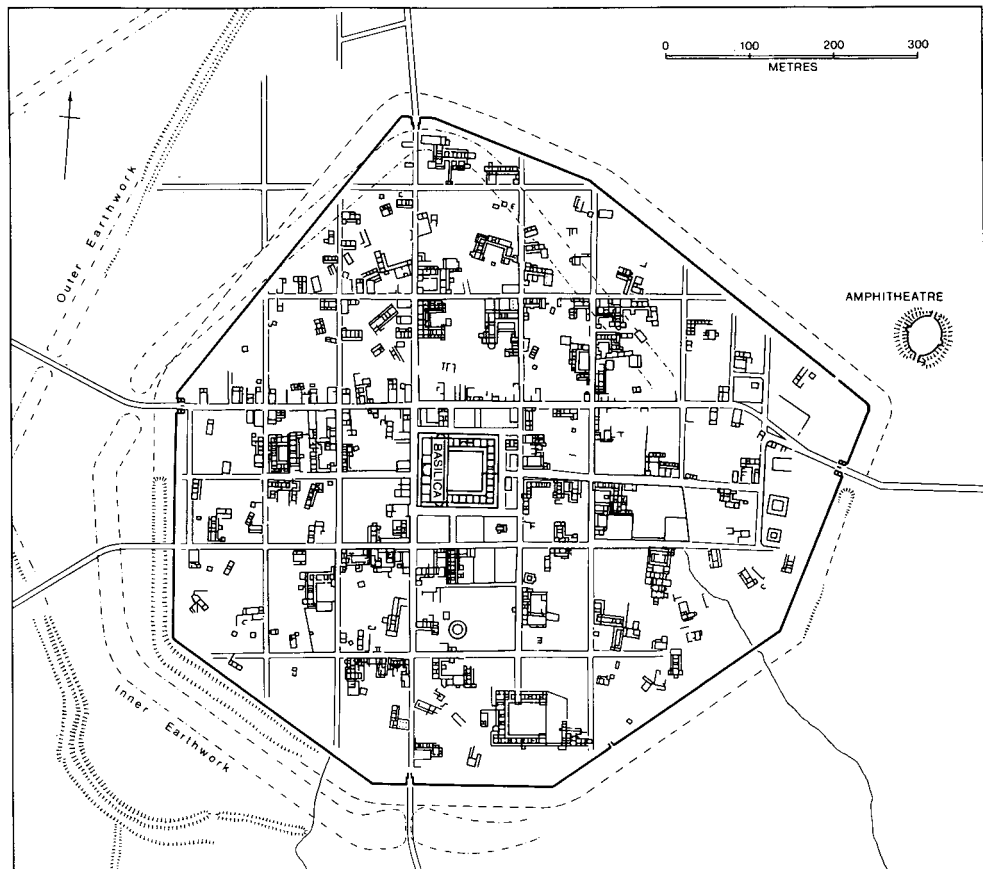 0 100 200 300
METRES
Outer Earthwork
AMPHITHEATRE
BASILICA
Inner Earthwork